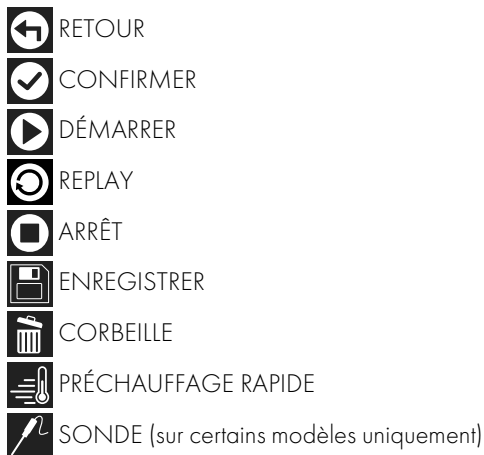 RETOUR
CONFIRMER
DÉMARRER
REPLAY
ARRÊT
ENREGISTRER
CORBEILLE
PRÉCHAUFFAGE RAPIDE
SONDE (sur certains modèles uniquement)